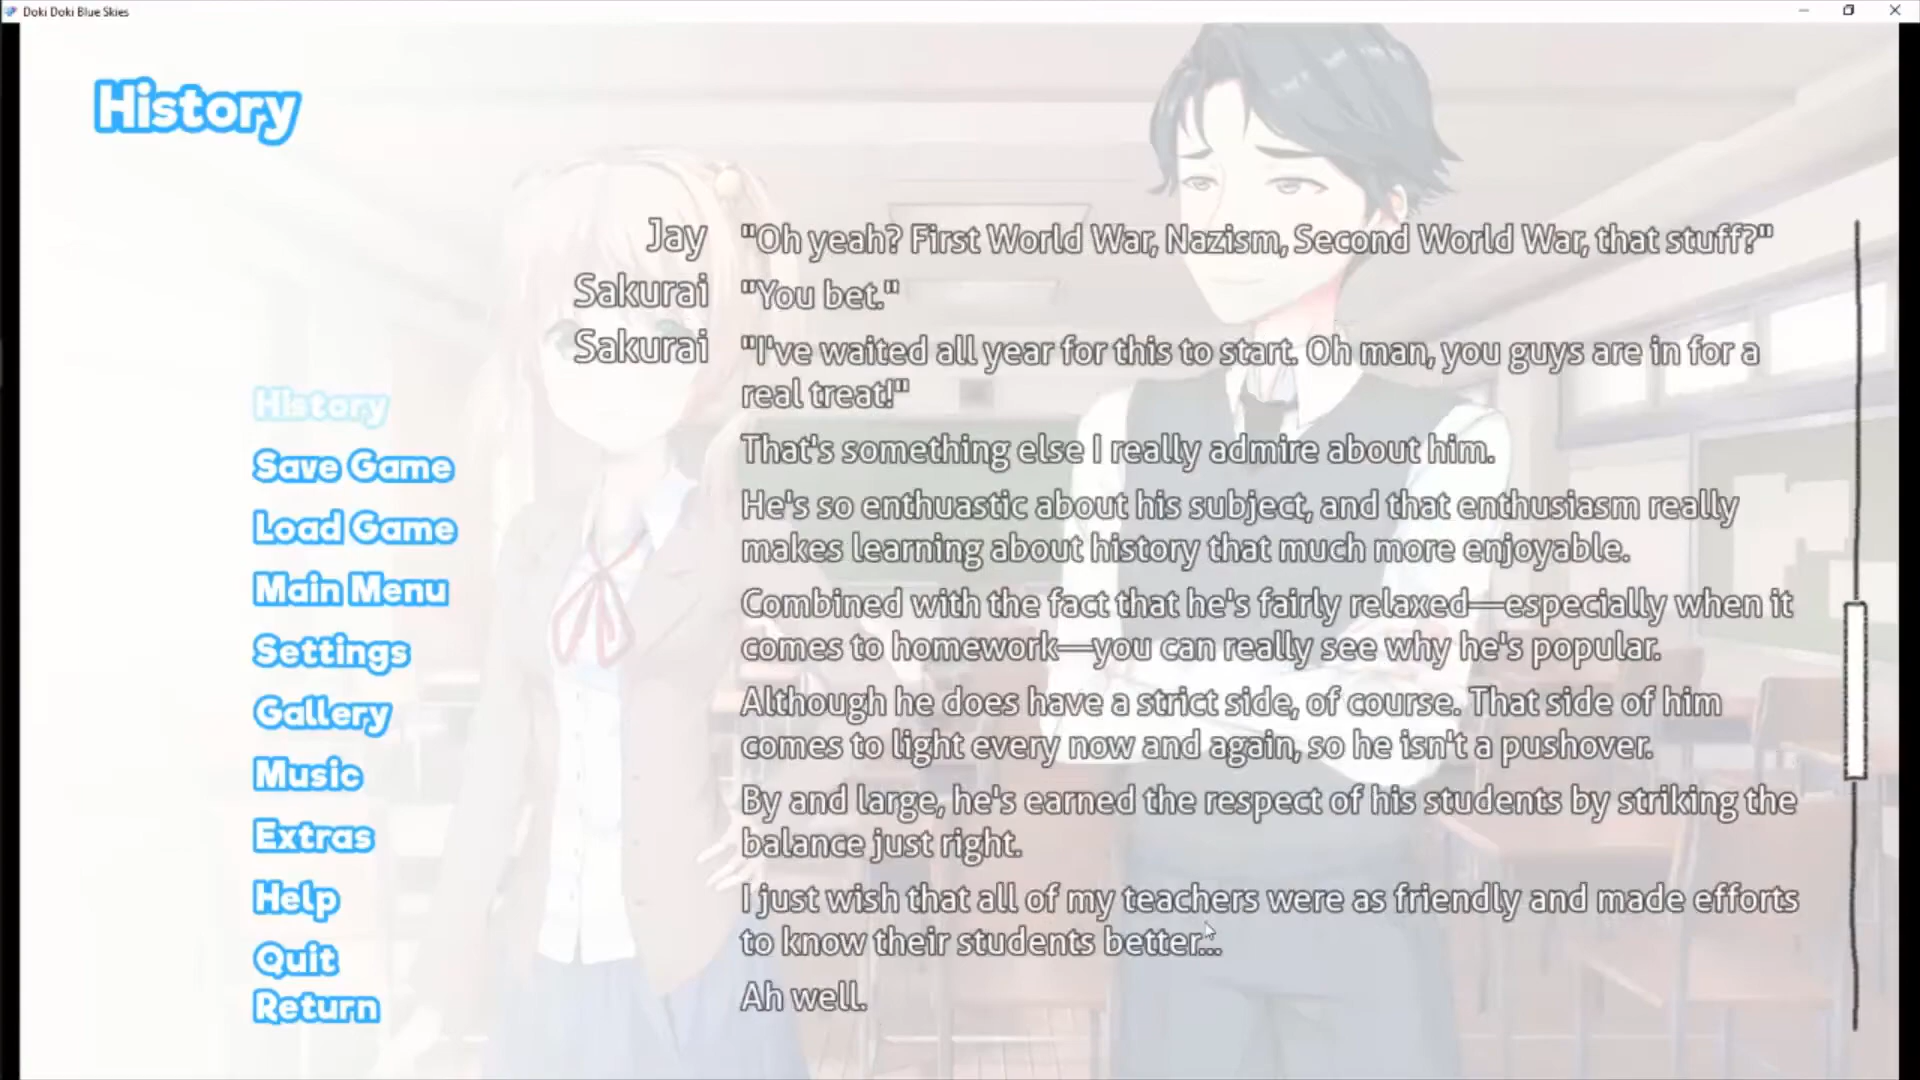 Doki Doki Blue Skies
History
Jay "Oh yeah? First World War, Nazism, Second World War, that stuff?"
Sakurai "You bet."
Sakurai "I've waited all year for this to start. Oh man, you guys are in for a
real treat!"
That's something else I really admire about him.
He's so enthuastic about his subject, and that enthusiasm really
makes learning about history that much more enjoyable.
Combined with the fact that he's fairly relaxed—especially when it
comes to homework—you can really see why he's popular.
Although he does have a strict side, of course. That side of him
comes to light every now and again, so he isn't a pushover.
By and large, he's earned the respect of his students by striking the
balance just right.
I just wish that all of my teachers were as friendly and made efforts
to know their students better...
Ah well.
History
Save Game
Load Game
Main Menu
Settings
Gallery
Music
Extras
Help
Quit
Return